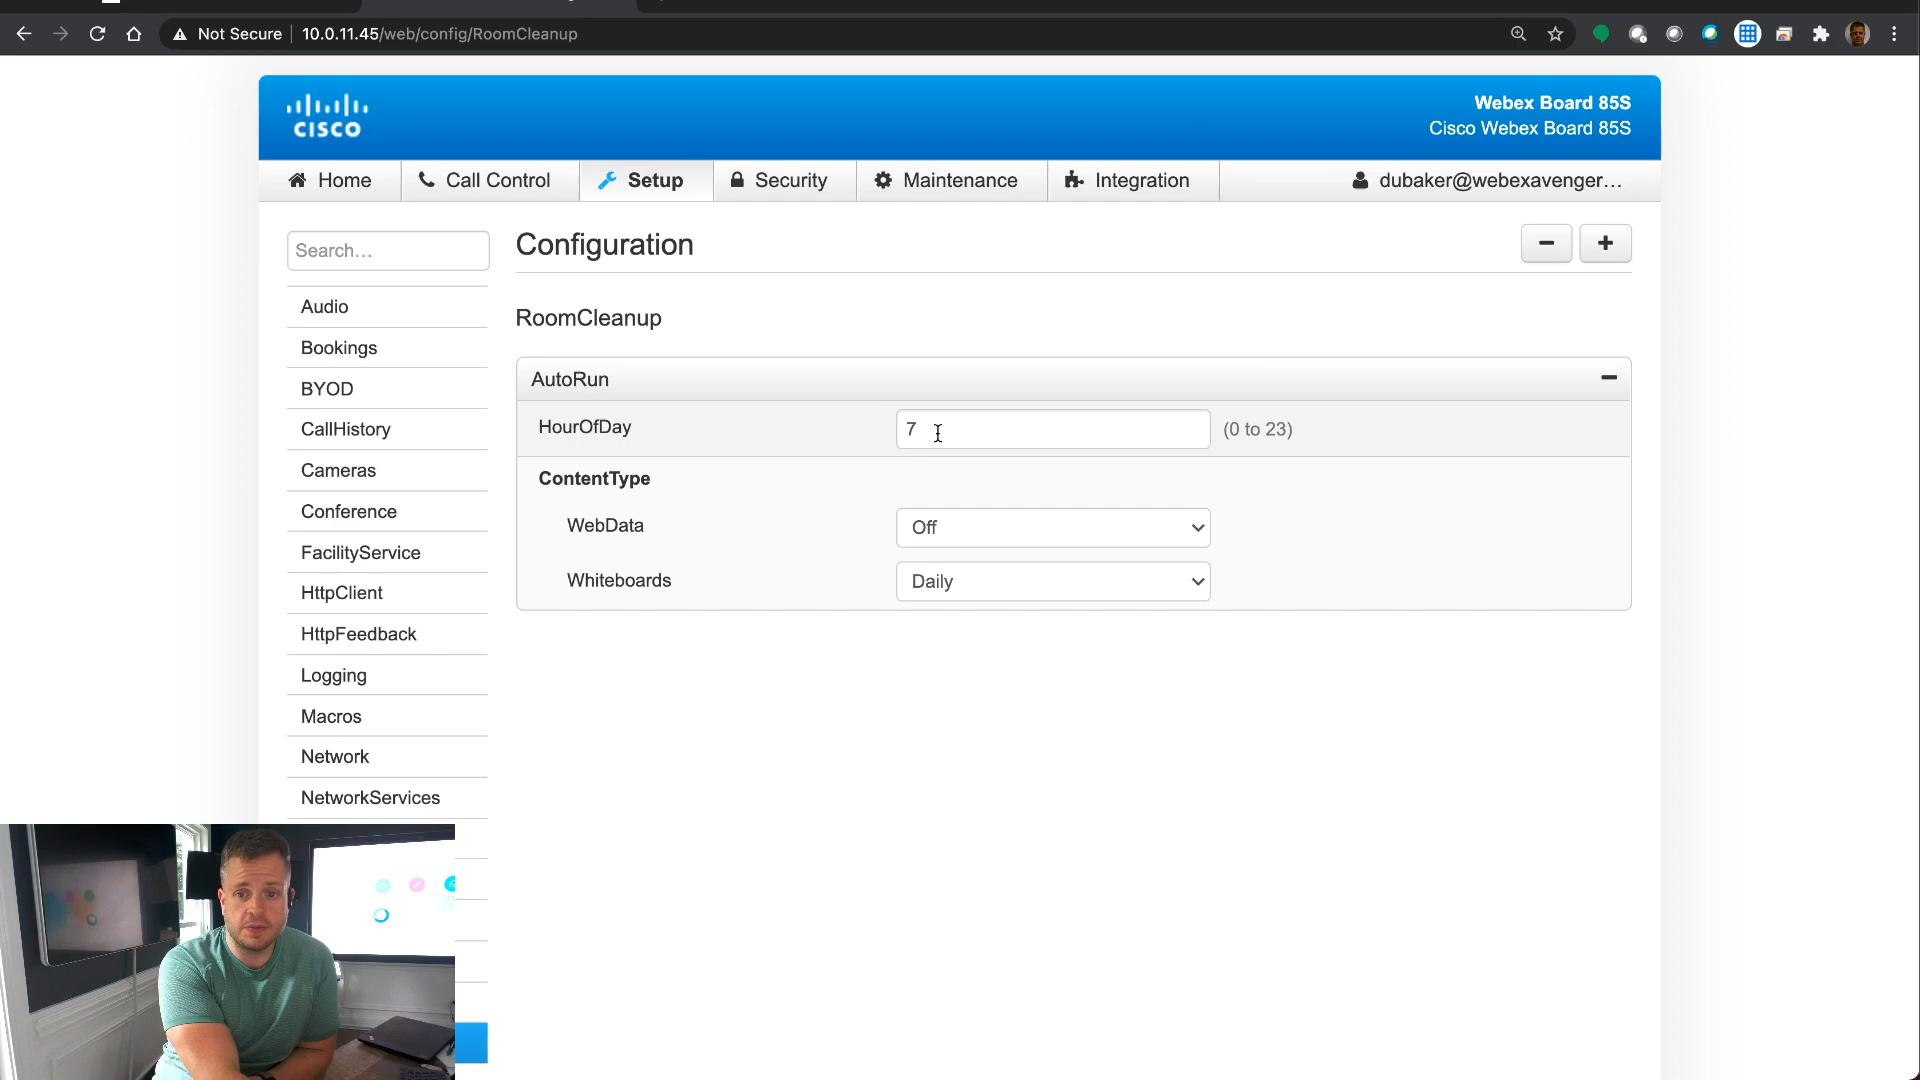 Not Secure 10.0.11.45/web/config/RoomCleanup
CISCO
Webex Board 85S
Cisco Webex Board 85S
Home Call Control Setup Security Maintenance Integration dubaker@webexavenger...
Search...
Configuration
Audio
Bookings
BYOD
CallHistory
Cameras
Conference
FacilityService
HttpClient
HttpFeedback
Logging
Macros
Network
NetworkServices
RoomCleanup
AutoRun
HourOfDay 7 (0 to 23)
ContentType
WebData Off
Whiteboards Daily